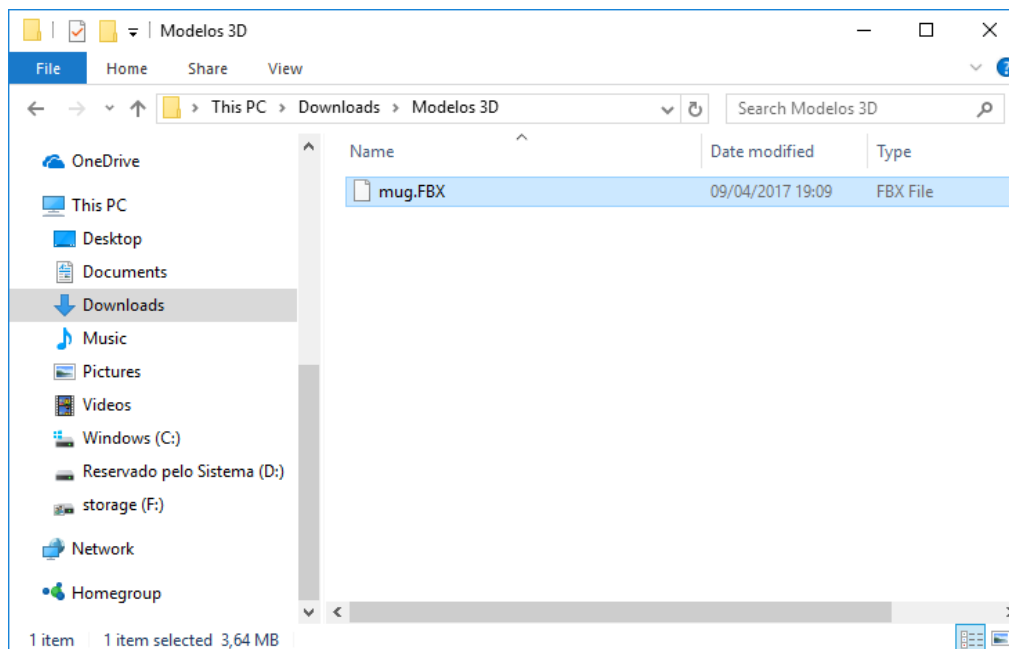 Modelos 3D
File Home Share View
This PC > Downloads > Modelos 3D Search Modelos 3D
OneDrive
This PC
Desktop
Documents
Downloads
Music
Pictures
Videos
Windows (C:)
Reservado pelo Sistema (D:)
storage (F:)
Network
Homegroup
Name Date modified Type
mug.FBX 09/04/2017 19:09 FBX File
1 item 1 item selected 3,64 MB